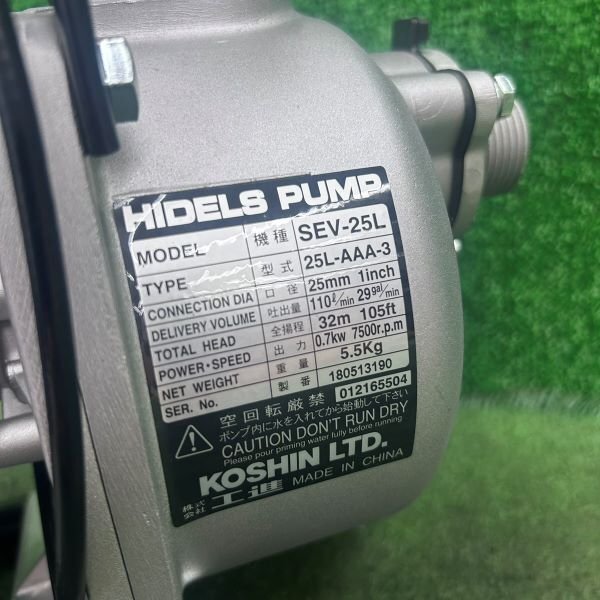 HIDELS PUMP
MODEL 機種 SEV-25L
TYPE 型式 25L-AAA-3
CONNECTION DIA 口径 25mm 1inch
DELIVERY VOLUME 吐出量 110ℓ/min 29gal/min
TOTAL HEAD 全揚程 32m 105ft
POWER・SPEED 出力 0.7kw 7500r.p.m
NET WEIGHT 重量 5.5Kg
SER. No. 製番 180513190
012165504
空回転厳禁
ポンプ内に水を入れてから始動して下さい
CAUTION DON'T RUN DRY
Please pour priming water fully before running
KOSHIN LTD.
株式会社 工進 MADE IN CHINA